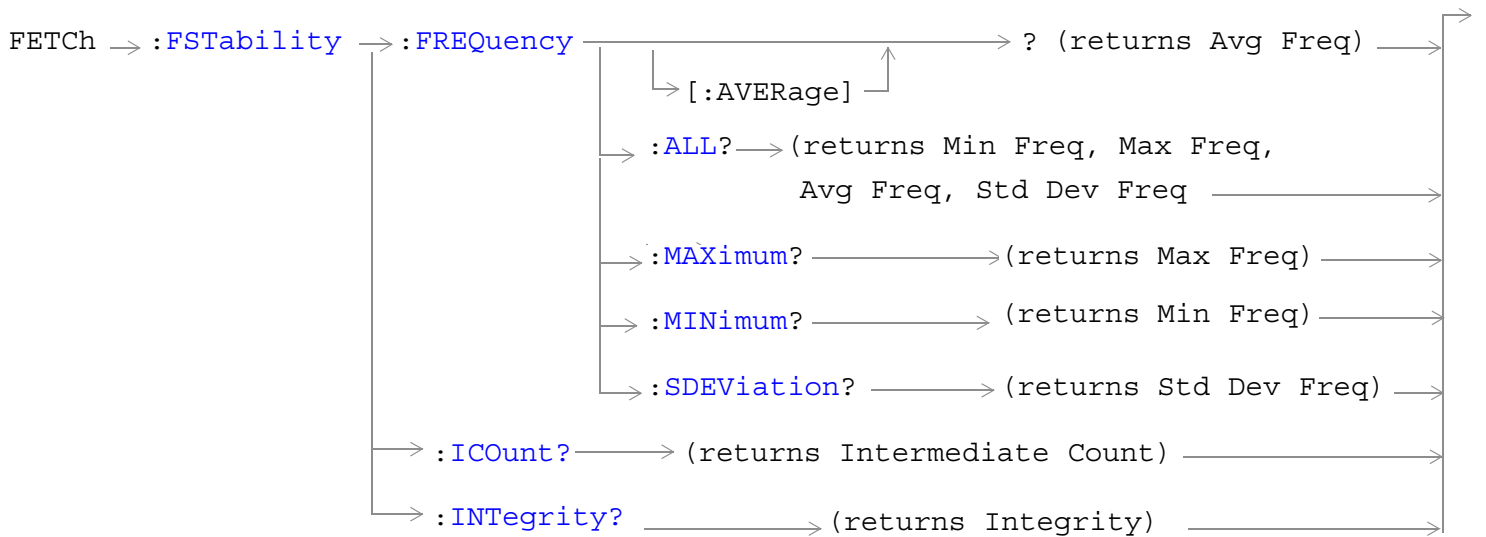 FETCh :FSTability :FREQuency ? (returns Avg Freq)
[:AVERage]
:ALL? (returns Min Freq, Max Freq,
Avg Freq, Std Dev Freq
:MAXimum? (returns Max Freq)
:MINimum? (returns Min Freq)
:SDEViation? (returns Std Dev Freq)
:ICOunt? (returns Intermediate Count)
:INTegrity? (returns Integrity)